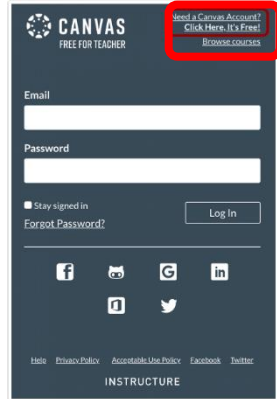 CANVAS
FREE FOR TEACHER
Need a Canvas Account?
Click Here, It's Free!
Browse courses
Email
Password
Stay signed in
Forgot Password?
Log In
Help Privacy Policy Acceptable Use Policy Facebook Twitter
INSTRUCTURE